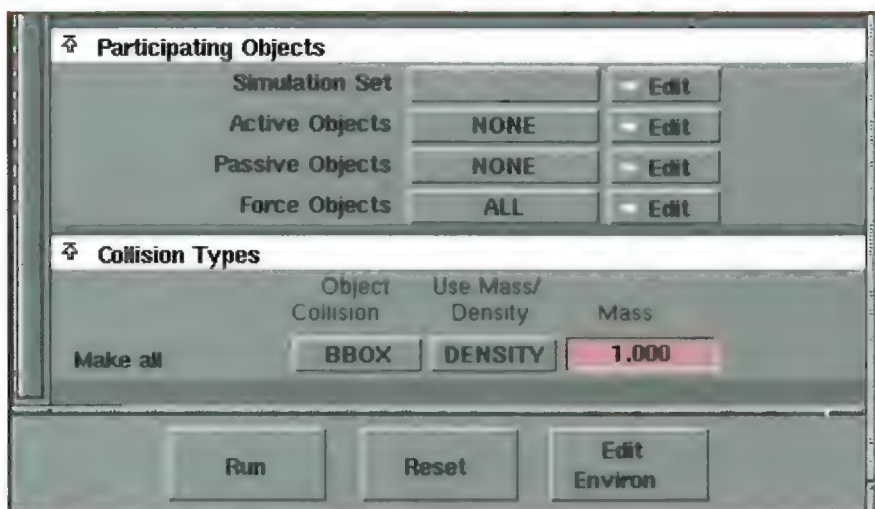 Participating Objects
Simulation Set Edit
Active Objects NONE Edit
Passive Objects NONE Edit
Force Objects ALL Edit
Collision Types
Object Use Mass/
Collision Density Mass
Make all BBOX DENSITY 1.000
Run Reset Edit
Environ